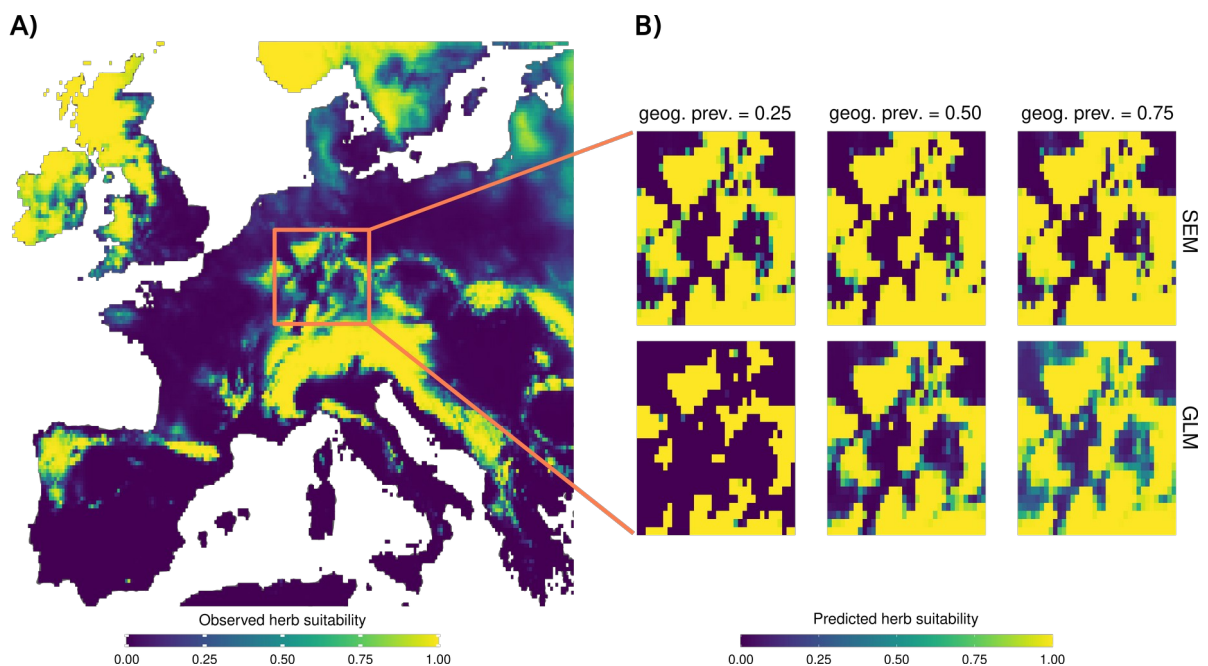 A)
B)
geog. prev. = 0.25
geog. prev. = 0.50
geog. prev. = 0.75
SEM
GLM
Observed herb suitability
0.00 0.25 0.50 0.75 1.00
Predicted herb suitability
0.00 0.25 0.50 0.75 1.00